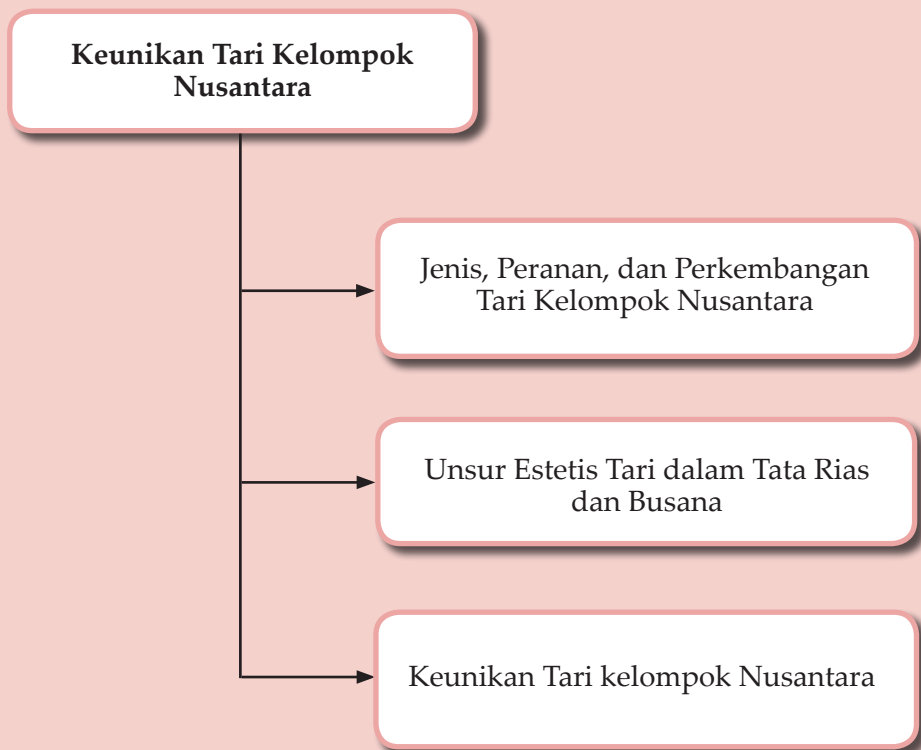 Keunikan Tari Kelompok
Nusantara
Jenis, Peranan, dan Perkembangan
Tari Kelompok Nusantara
Unsur Estetis Tari dalam Tata Rias
dan Busana
Keunikan Tari kelompok Nusantara